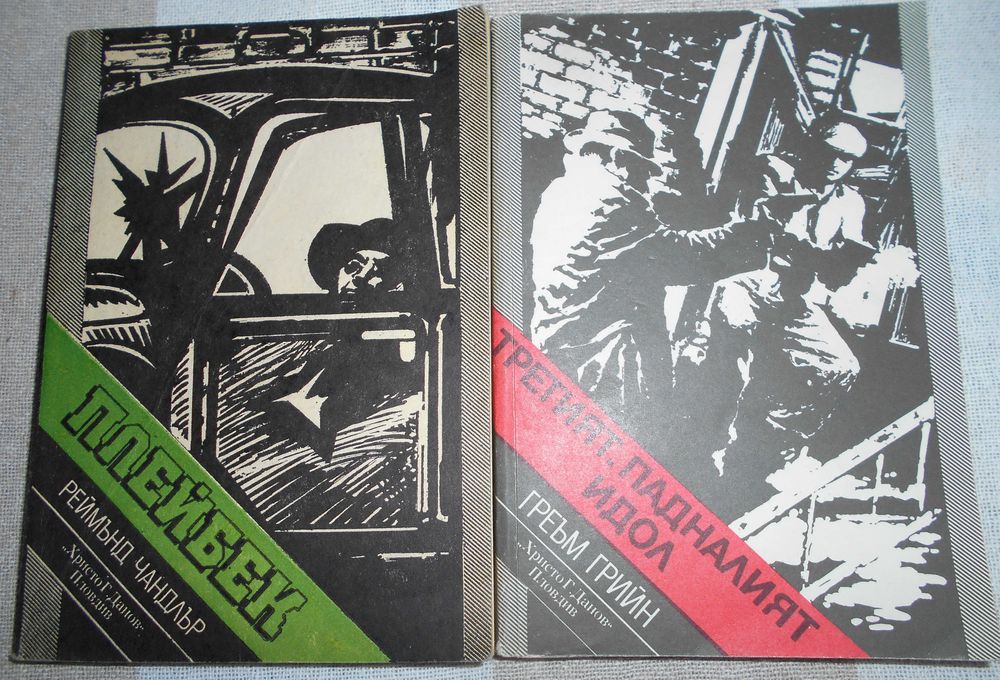 ПЛЕЙБЕК
РЕЙМЪНД ЧАНДЛЪР
„Христо Г. Данов“
Пловдив
ТРЕТИЯТ, ПАДНАЛИЯТ
ИДОЛ
ГРЕЪМ ГРИЙН
„Христо Г. Данов“
Пловдив